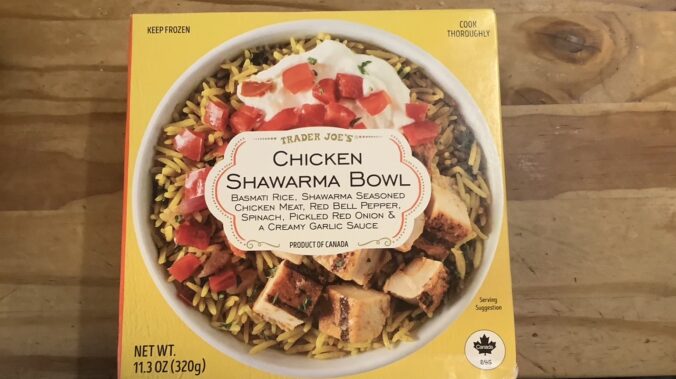 KEEP FROZEN
COOK
THOROUGHLY
TRADER JOE'S
CHICKEN
SHAWARMA BOWL
BASMATI RICE, SHAWARMA SEASONED
CHICKEN MEAT, RED BELL PEPPER,
SPINACH, PICKLED RED ONION &
A CREAMY GARLIC SAUCE
PRODUCT OF CANADA
Serving
Suggestion
NET WT.
11.3 OZ (320g)
Canada